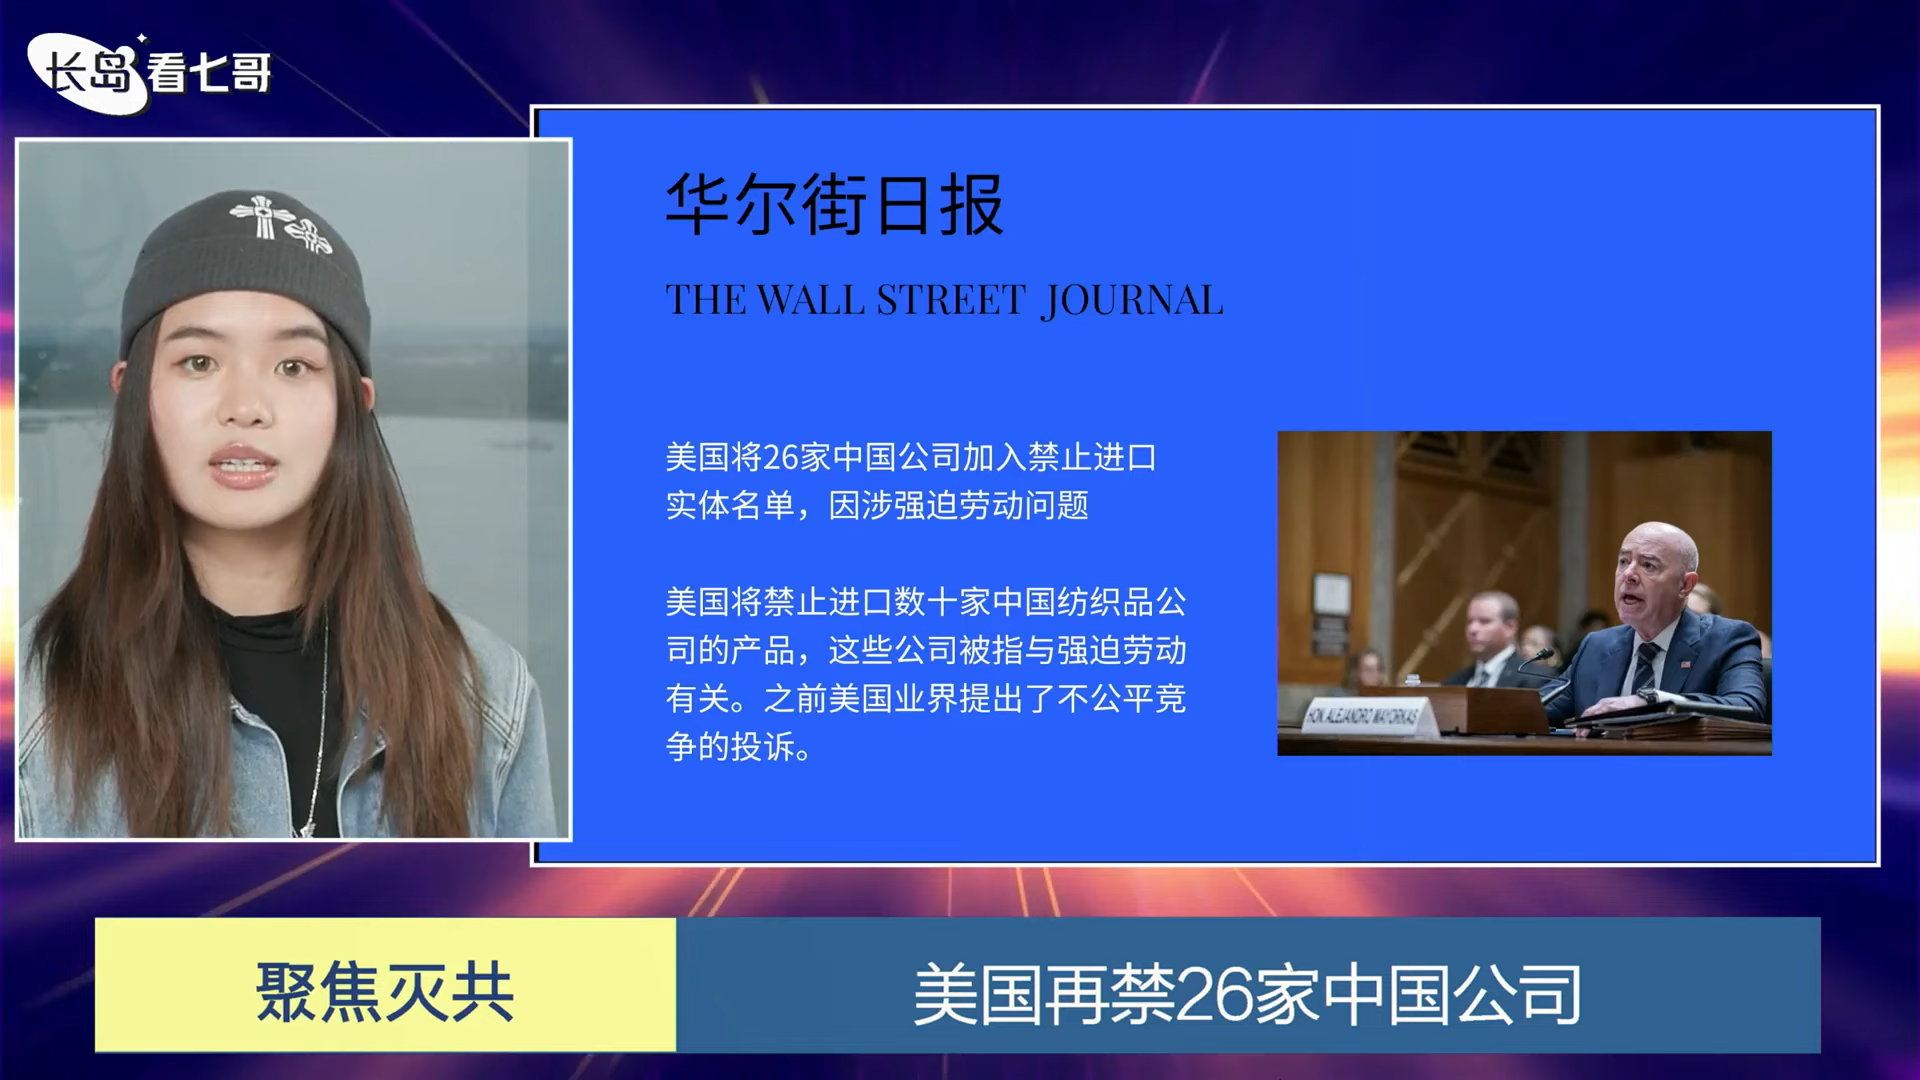 长岛看七哥
华尔街日报
THE WALL STREET JOURNAL
美国将26家中国公司加入禁止进口
实体名单，因涉强迫劳动问题
美国将禁止进口数十家中国纺织品公
司的产品，这些公司被指与强迫劳动
有关。之前美国业界提出了不公平竞
争的投诉。
HON. ALEJANDRO MAYORKAS
聚焦灭共
美国再禁26家中国公司